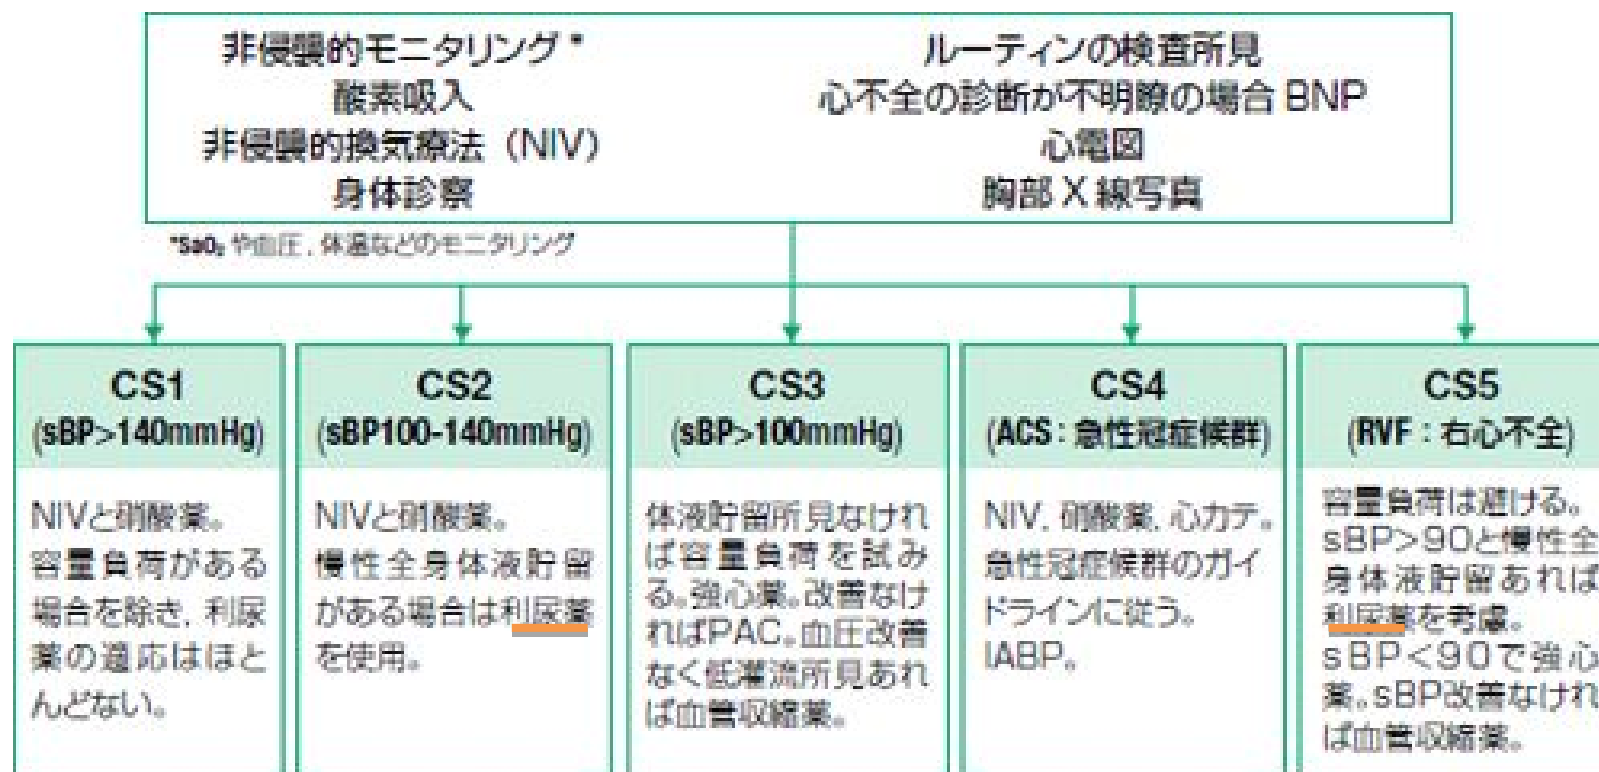 非侵襲的モニタリング*
酸素吸入
非侵襲的換気療法（NIV）
身体診察
ルーティンの検査所見
心不全の診断が不明瞭の場合 BNP
心電図
胸部 X 線写真
*SaO₂ や血圧，体温などのモニタリング
CS1
(sBP>140mmHg)
NIVと硝酸薬。
容量負荷がある
場合を除き，利尿
薬の適応はほと
んどない。
CS2
(sBP100-140mmHg)
NIVと硝酸薬。
慢性全身体液貯留
がある場合は利尿薬
を使用。
CS3
(sBP>100mmHg)
体液貯留所見なけれ
ば容量負荷を試み
る。強心薬。改善なけ
ればPAC。血圧改善
なく低灌流所見あれ
ば血管収縮薬。
CS4
(ACS：急性冠症候群)
NIV，硝酸薬，心カテ。
急性冠症候群のガイ
ドラインに従う。
IABP。
CS5
(RVF：右心不全)
容量負荷は避ける。
sBP>90と慢性全
身体液貯留あれば
利尿薬を考慮。
sBP<90で強心
薬。sBP改善なけれ
ば血管収縮薬。